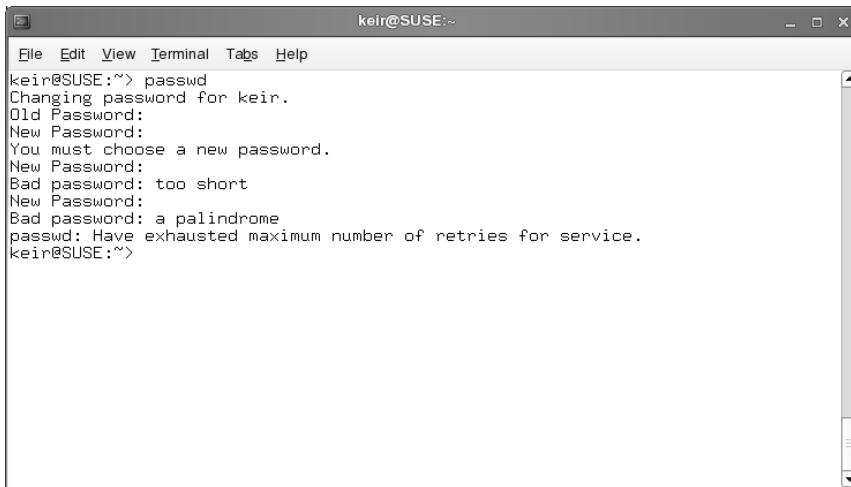 keir@SUSE:~
File Edit View Terminal Tabs Help
keir@SUSE:~> passwd
Changing password for keir.
Old Password:
New Password:
You must choose a new password.
New Password:
Bad password: too short
New Password:
Bad password: a palindrome
passwd: Have exhausted maximum number of retries for service.
keir@SUSE:~>